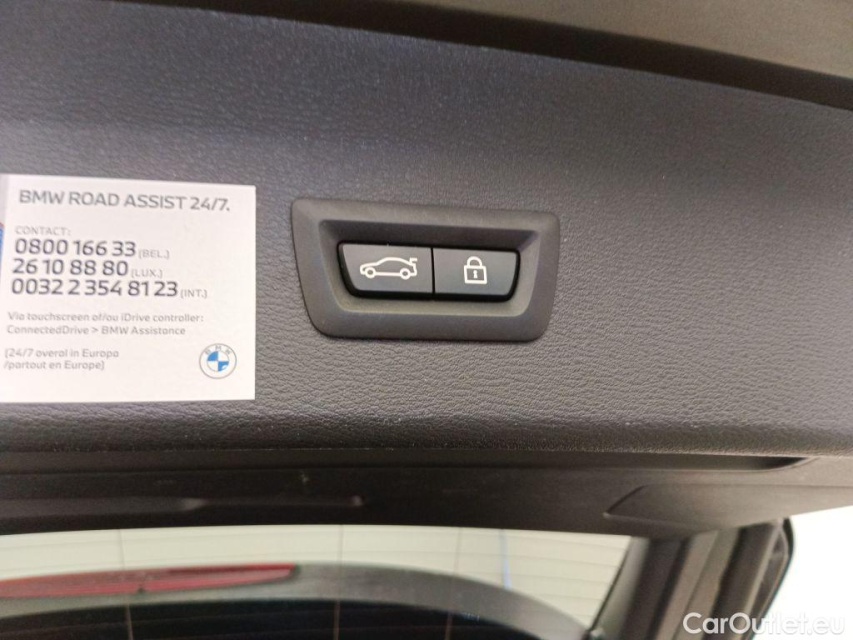 BMW ROAD ASSIST 24/7.
CONTACT:
0800 166 33 (BEL.)
26 10 88 80 (LUX.)
0032 2 354 81 23 (INT.)
Via touchscreen of/ou iDrive controller:
ConnectedDrive > BMW Assistance
(24/7 overal in Europa
/partout en Europe)
BMW
CarOutlet.eu